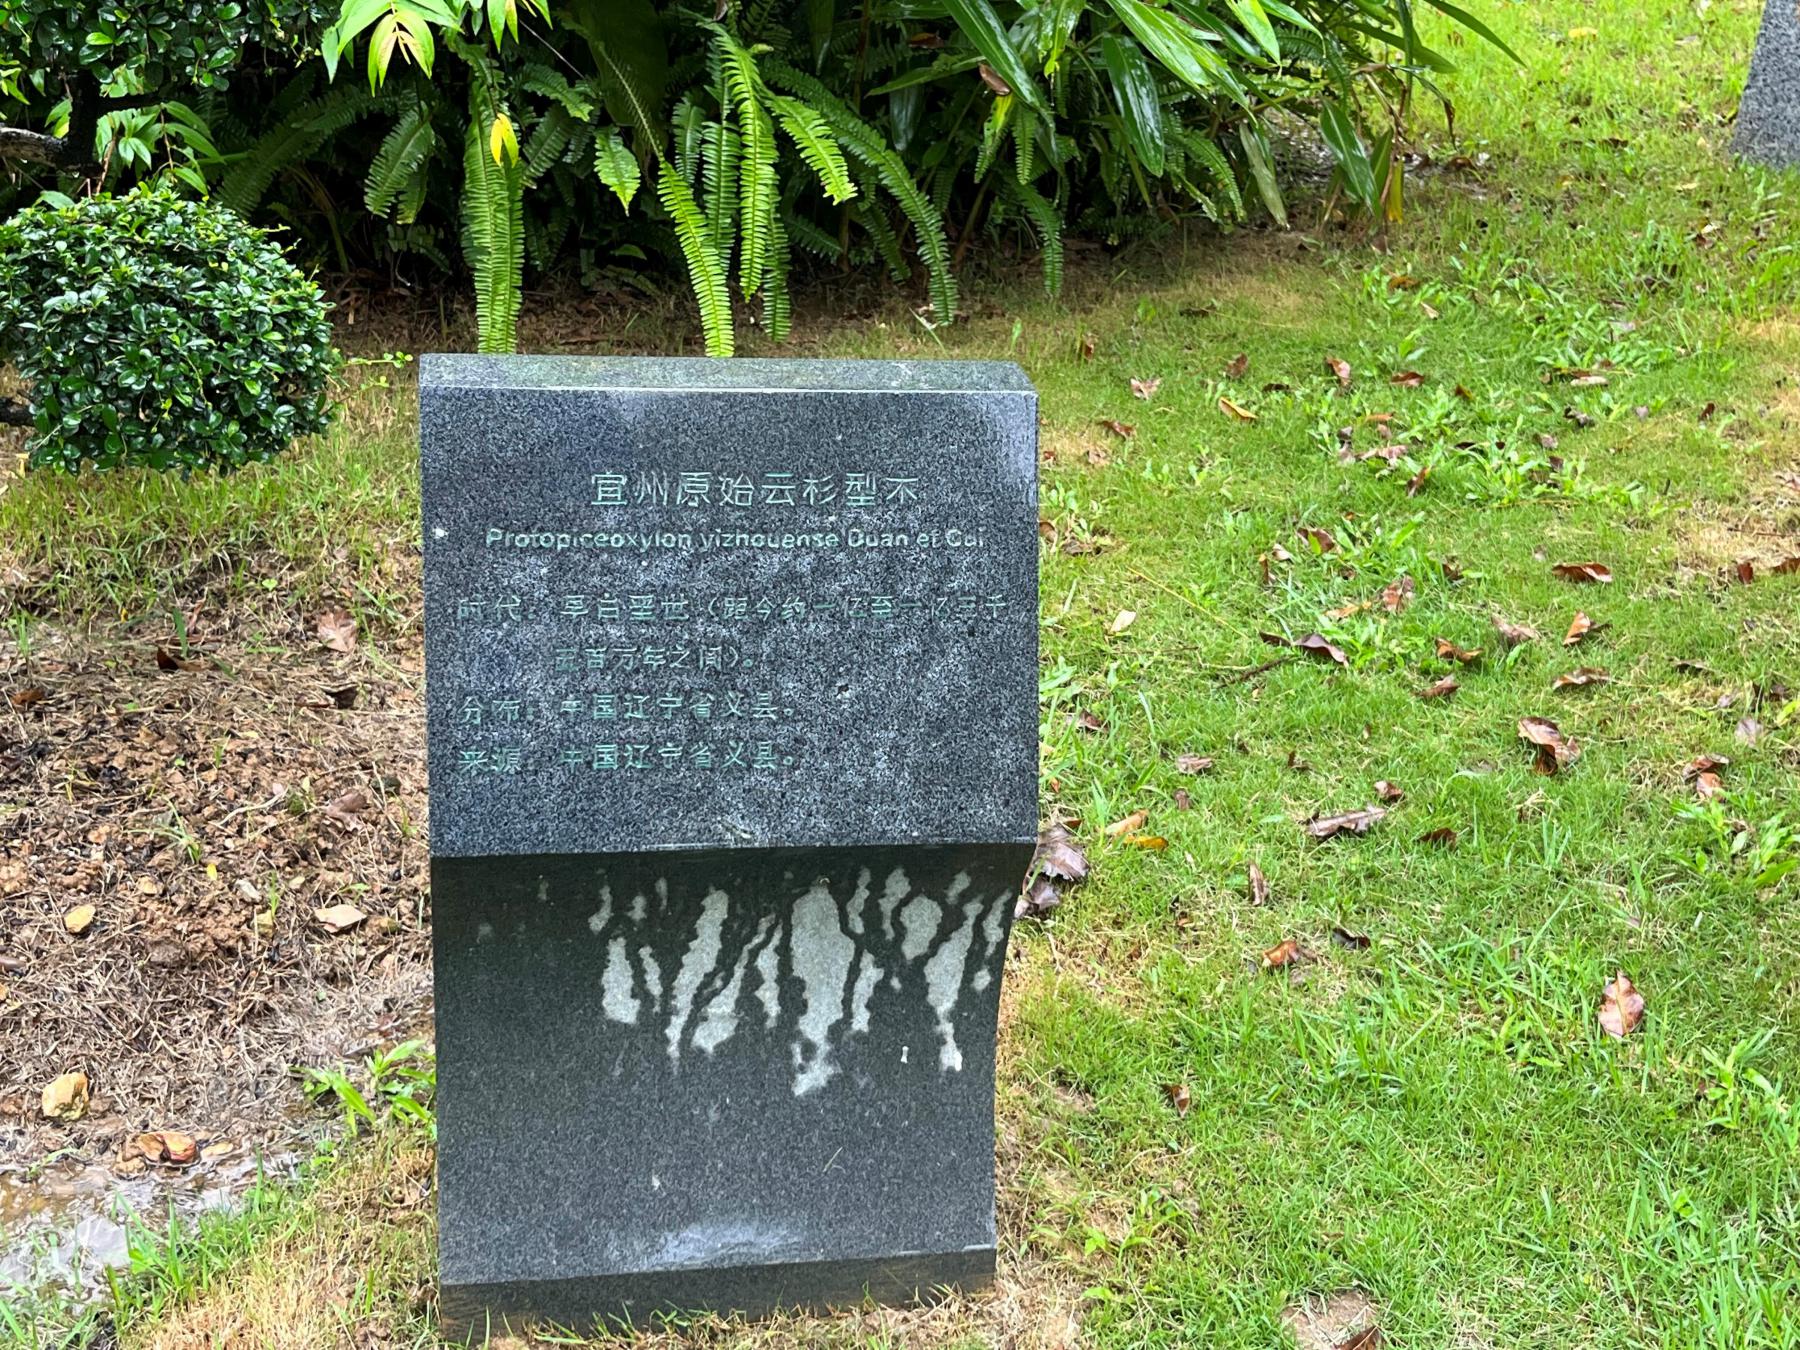 宜州原始云杉型木
Protopiceoxylon yizhouense Duan et Cui
时代：早白垩世（距今约一亿至一亿三千
五百万年之间）。
分布：中国辽宁省义县。
来源：中国辽宁省义县。